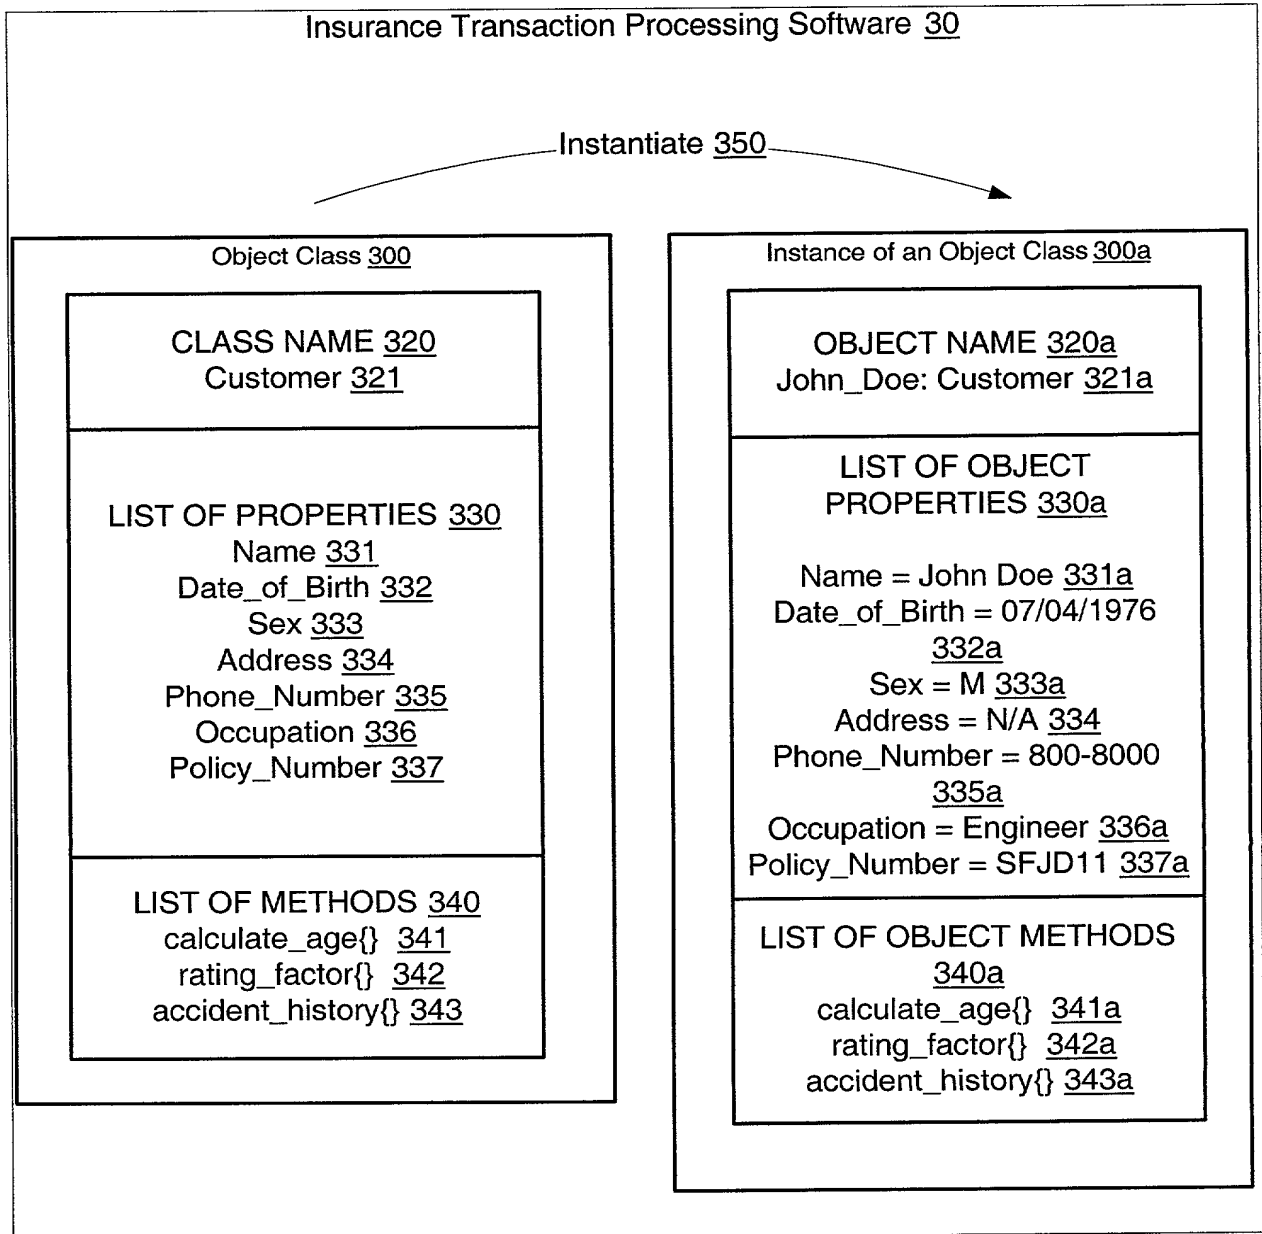 Insurance Transaction Processing Software 30
Instantiate 350
Object Class 300
CLASS NAME 320
Customer 321
LIST OF PROPERTIES 330
Name 331
Date_of_Birth 332
Sex 333
Address 334
Phone_Number 335
Occupation 336
Policy_Number 337
LIST OF METHODS 340
calculate_age{} 341
rating_factor{} 342
accident_history{} 343
Instance of an Object Class 300a
OBJECT NAME 320a
John_Doe: Customer 321a
LIST OF OBJECT
PROPERTIES 330a
Name = John Doe 331a
Date_of_Birth = 07/04/1976
332a
Sex = M 333a
Address = N/A 334
Phone_Number = 800-8000
335a
Occupation = Engineer 336a
Policy_Number = SFJD11 337a
LIST OF OBJECT METHODS
340a
calculate_age{} 341a
rating_factor{} 342a
accident_history{} 343a